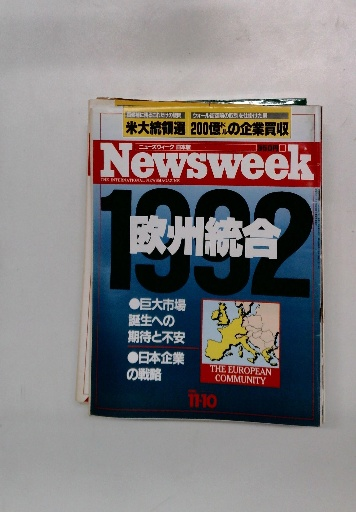 米大統領選 200億ドルの企業買収
ニューズウィーク 日本版
Newsweek
THE INTERNATIONAL NEWSMAGAZINE
1992
欧州統合
●巨大市場
誕生への
期待と不安
●日本企業
の戦略
THE EUROPEAN
COMMUNITY
11・10